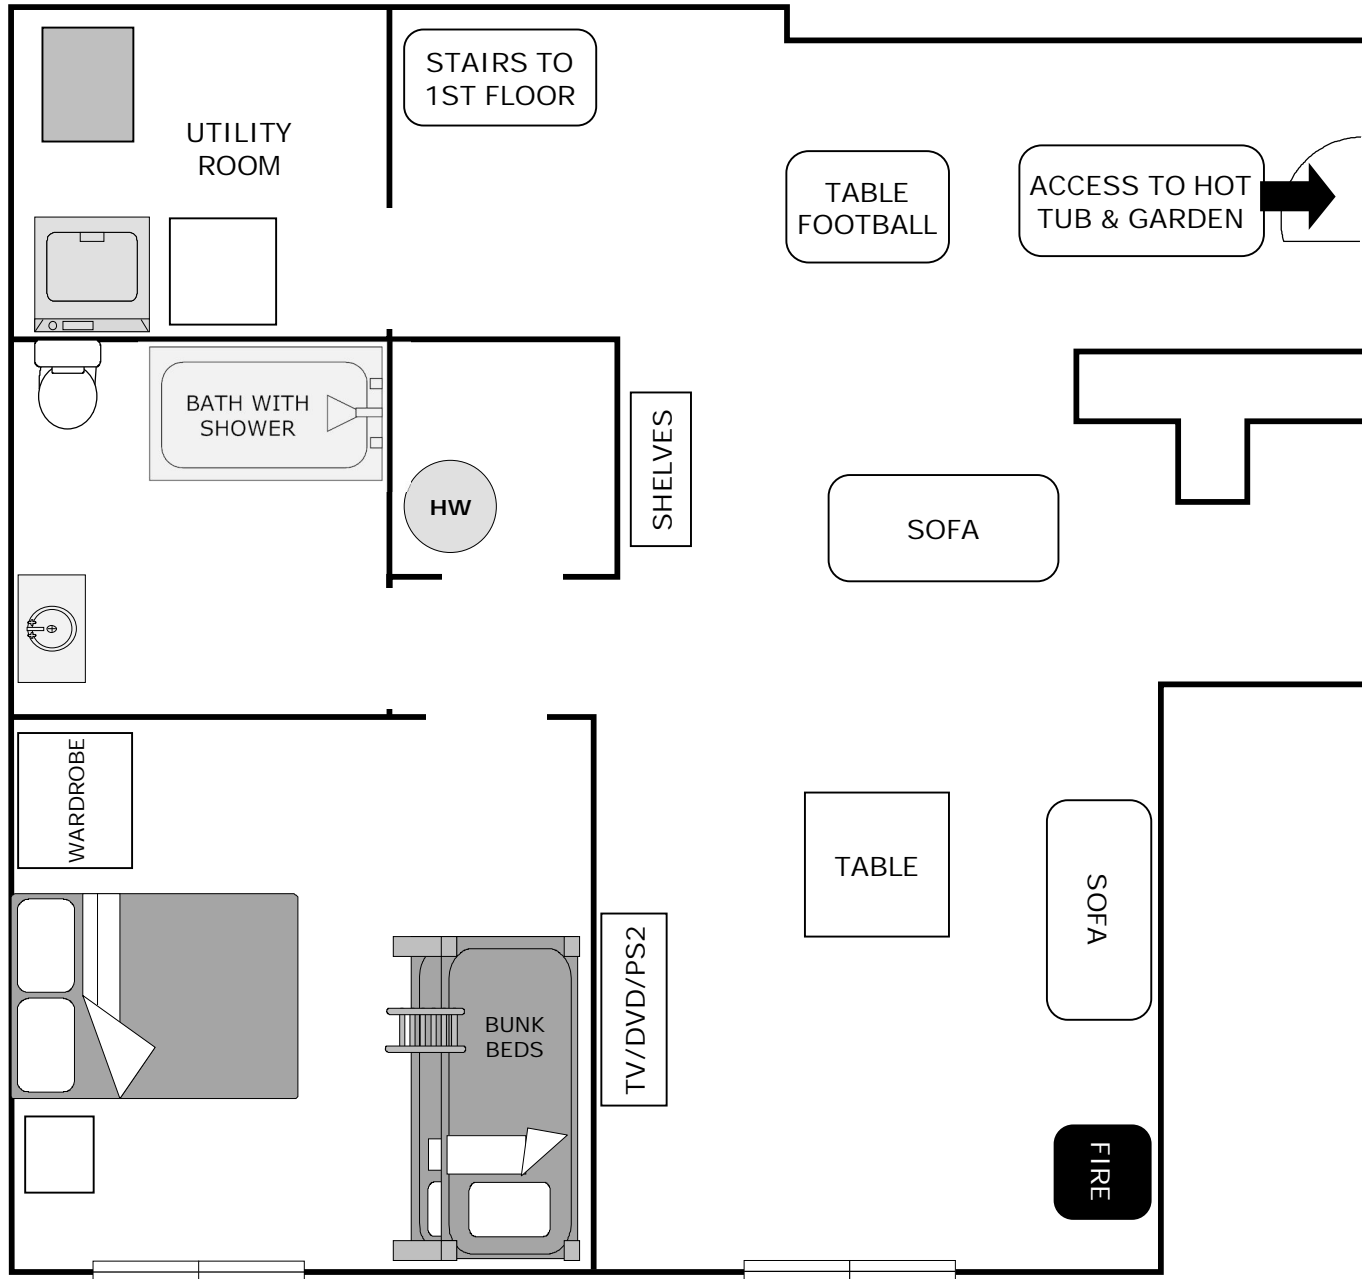 STAIRS TO
1ST FLOOR
UTILITY
ROOM
TABLE
FOOTBALL
ACCESS TO HOT
TUB & GARDEN
BATH WITH
SHOWER
SHELVES
HW
SOFA
WARDROBE
TABLE
SOFA
TV/DVD/PS2
BUNK
BEDS
FIRE